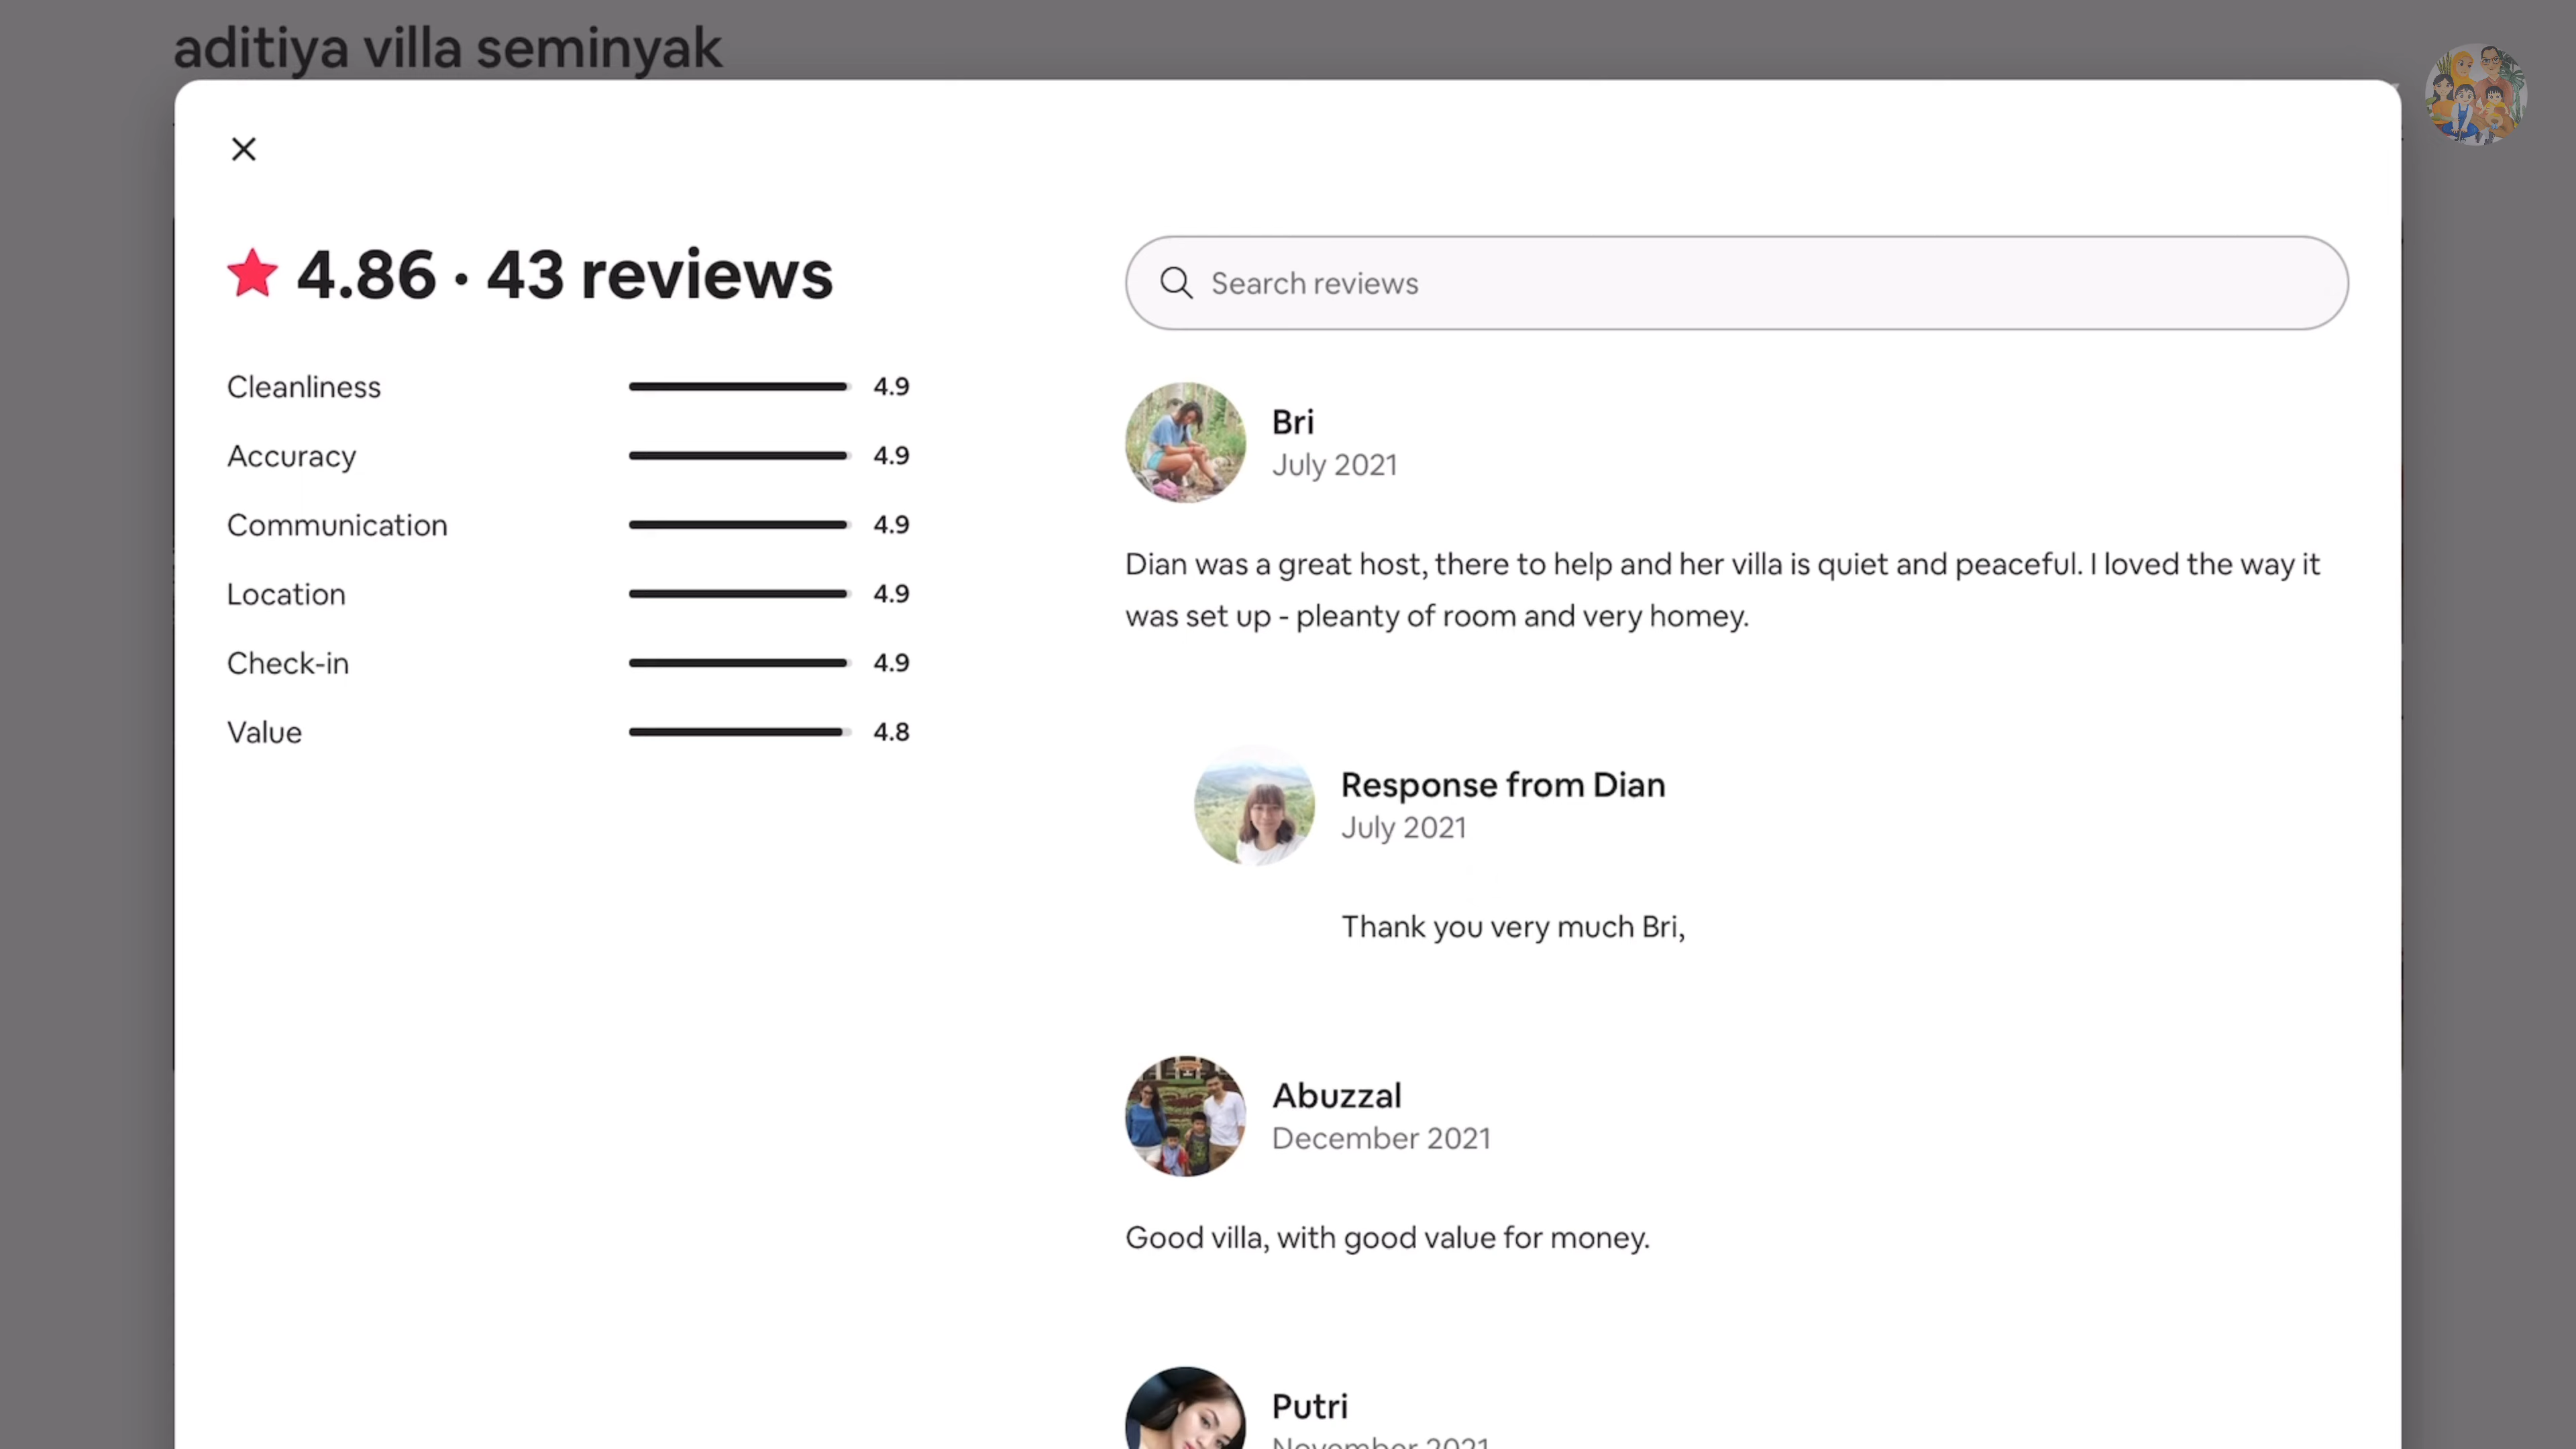 aditiya villa seminyak
4.86 · 43 reviews
Cleanliness 4.9
Accuracy 4.9
Communication 4.9
Location 4.9
Check-in 4.9
Value 4.8
Search reviews
Bri
July 2021
Dian was a great host, there to help and her villa is quiet and peaceful. I loved the way it
was set up - pleanty of room and very homey.
Response from Dian
July 2021
Thank you very much Bri,
Abuzzal
December 2021
Good villa, with good value for money.
Putri
November 2021